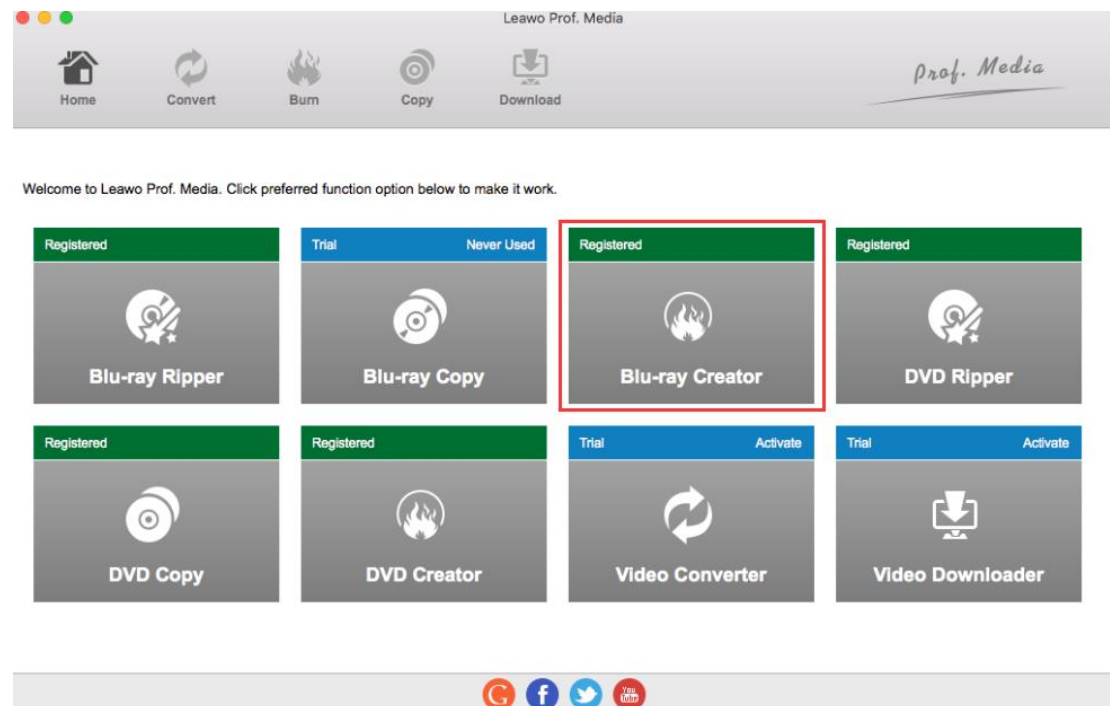 Leawo Prof. Media
Home Convert Burn Copy Download
Prof. Media
Welcome to Leawo Prof. Media. Click preferred function option below to make it work.
Registered Trial Never Used Registered Registered
Blu-ray Ripper Blu-ray Copy Blu-ray Creator DVD Ripper
Registered Registered Trial Activate Trial Activate
DVD Copy DVD Creator Video Converter Video Downloader
G f You Tube